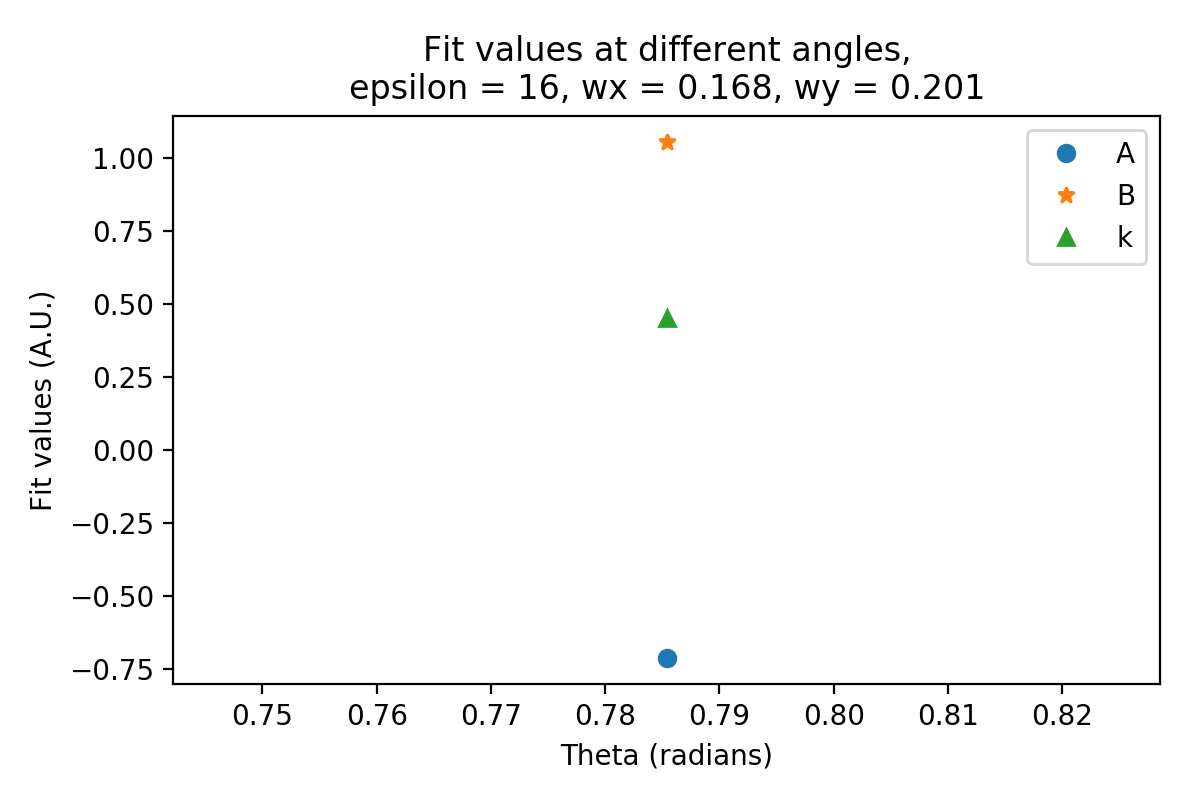 Fit values at different angles,
epsilon = 16, wx = 0.168, wy = 0.201
A
B
k
1.00
0.75
0.50
0.25
0.00
−0.25
−0.50
−0.75
Fit values (A.U.)
0.75 0.76 0.77 0.78 0.79 0.80 0.81 0.82
Theta (radians)